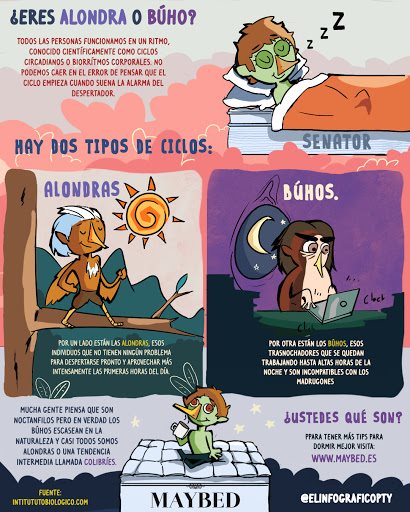 ¿ERES ALONDRA O BÚHO?
TODOS LAS PERSONAS FUNCIONAMOS EN UN RITMO,
CONOCIDO CIENTÍFICAMENTE COMO CICLOS
CIRCADIANOS O BIORRÍTMOS CORPORALES. NO
PODEMOS CAER EN EL ERROR DE PENSAR QUE EL
CICLO EMPIEZA CUANDO SUENA LA ALARMA DEL
DESPERTADOR.
Z Z Z
SENATOR
HAY DOS TIPOS DE CICLOS:
ALONDRAS
POR UN LADO ESTÁN LAS ALONDRAS, ESOS
INDIVIDUOS QUE NO TIENEN NINGÚN PROBLEMA
PARA DESPERTARSE PRONTO Y APROVECHAR MÁS
INTENSAMENTE LAS PRIMERAS HORAS DEL DÍA.
BÚHOS.
Click
Clic
POR OTRA ESTÁN LOS BÚHOS, ESOS
TRASNOCHADORES QUE SE QUEDAN
TRABAJANDO HASTA ALTAS HORAS DE LA
NOCHE Y SON INCOMPATIBLES CON LOS
MADRUGONES
MUCHA GENTE PIENSA QUE SON
NOCTANFILOS PERO EN VERDAD LOS
BÚHOS ESCASEAN EN LA
NATURALEZA Y CASI TODOS SOMOS
ALONDRAS O UNA TENDENCIA
INTERMEDIA LLAMADA COLIBRÍES.
FUENTE:
INTITUTUTOBIOLOGICO.COM
MAYBED
¿USTEDES QUÉ SON?
PPARA TENER MÁS TIPS PARA
DORMIR MEJOR VISITA:
WWW.MAYBED.ES
@ELINFOGRAFICOPTY